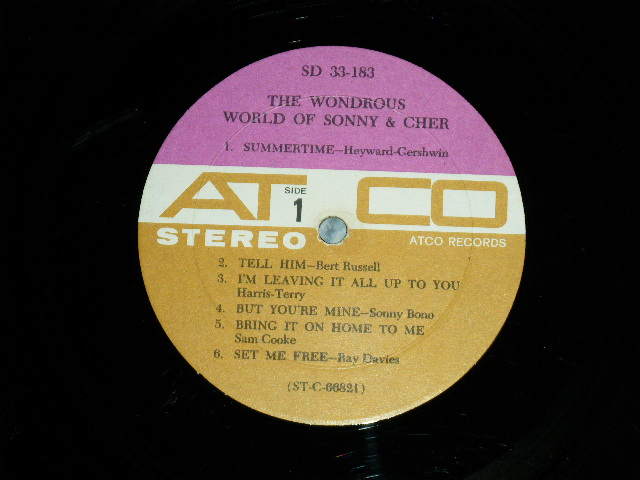 SD 33-183
THE WONDROUS
WORLD OF SONNY & CHER
1. SUMMERTIME—Heyward-Gershwin
ATCO
SIDE
1
STEREO
ATCO RECORDS
2. TELL HIM—Bert Russell
3. I'M LEAVING IT ALL UP TO YOU
Harris-Terry
4. BUT YOU'RE MINE—Sonny Bono
5. BRING IT ON HOME TO ME
Sam Cooke
6. SET ME FREE—Ray Davies
(ST-C-66821)